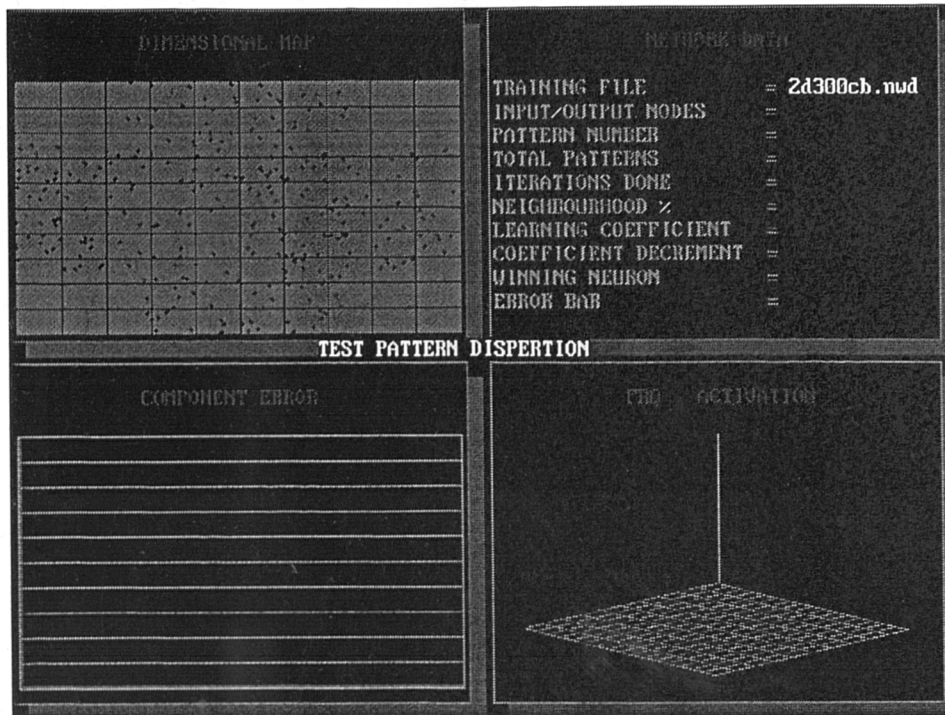 DIMENSIONAL MAP
NETWORK DATA
TRAINING FILE = 2d300cb.nwd
INPUT/OUTPUT NODES =
PATTERN NUMBER =
TOTAL PATTERNS =
ITERATIONS DONE =
NEIGHBOURHOOD % =
LEARNING COEFFICIENT =
COEFFICIENT DECREMENT =
WINNING NEURON =
ERROR BAR =
TEST PATTERN DISPERTION
COMPONENT ERROR
ACTIVATION